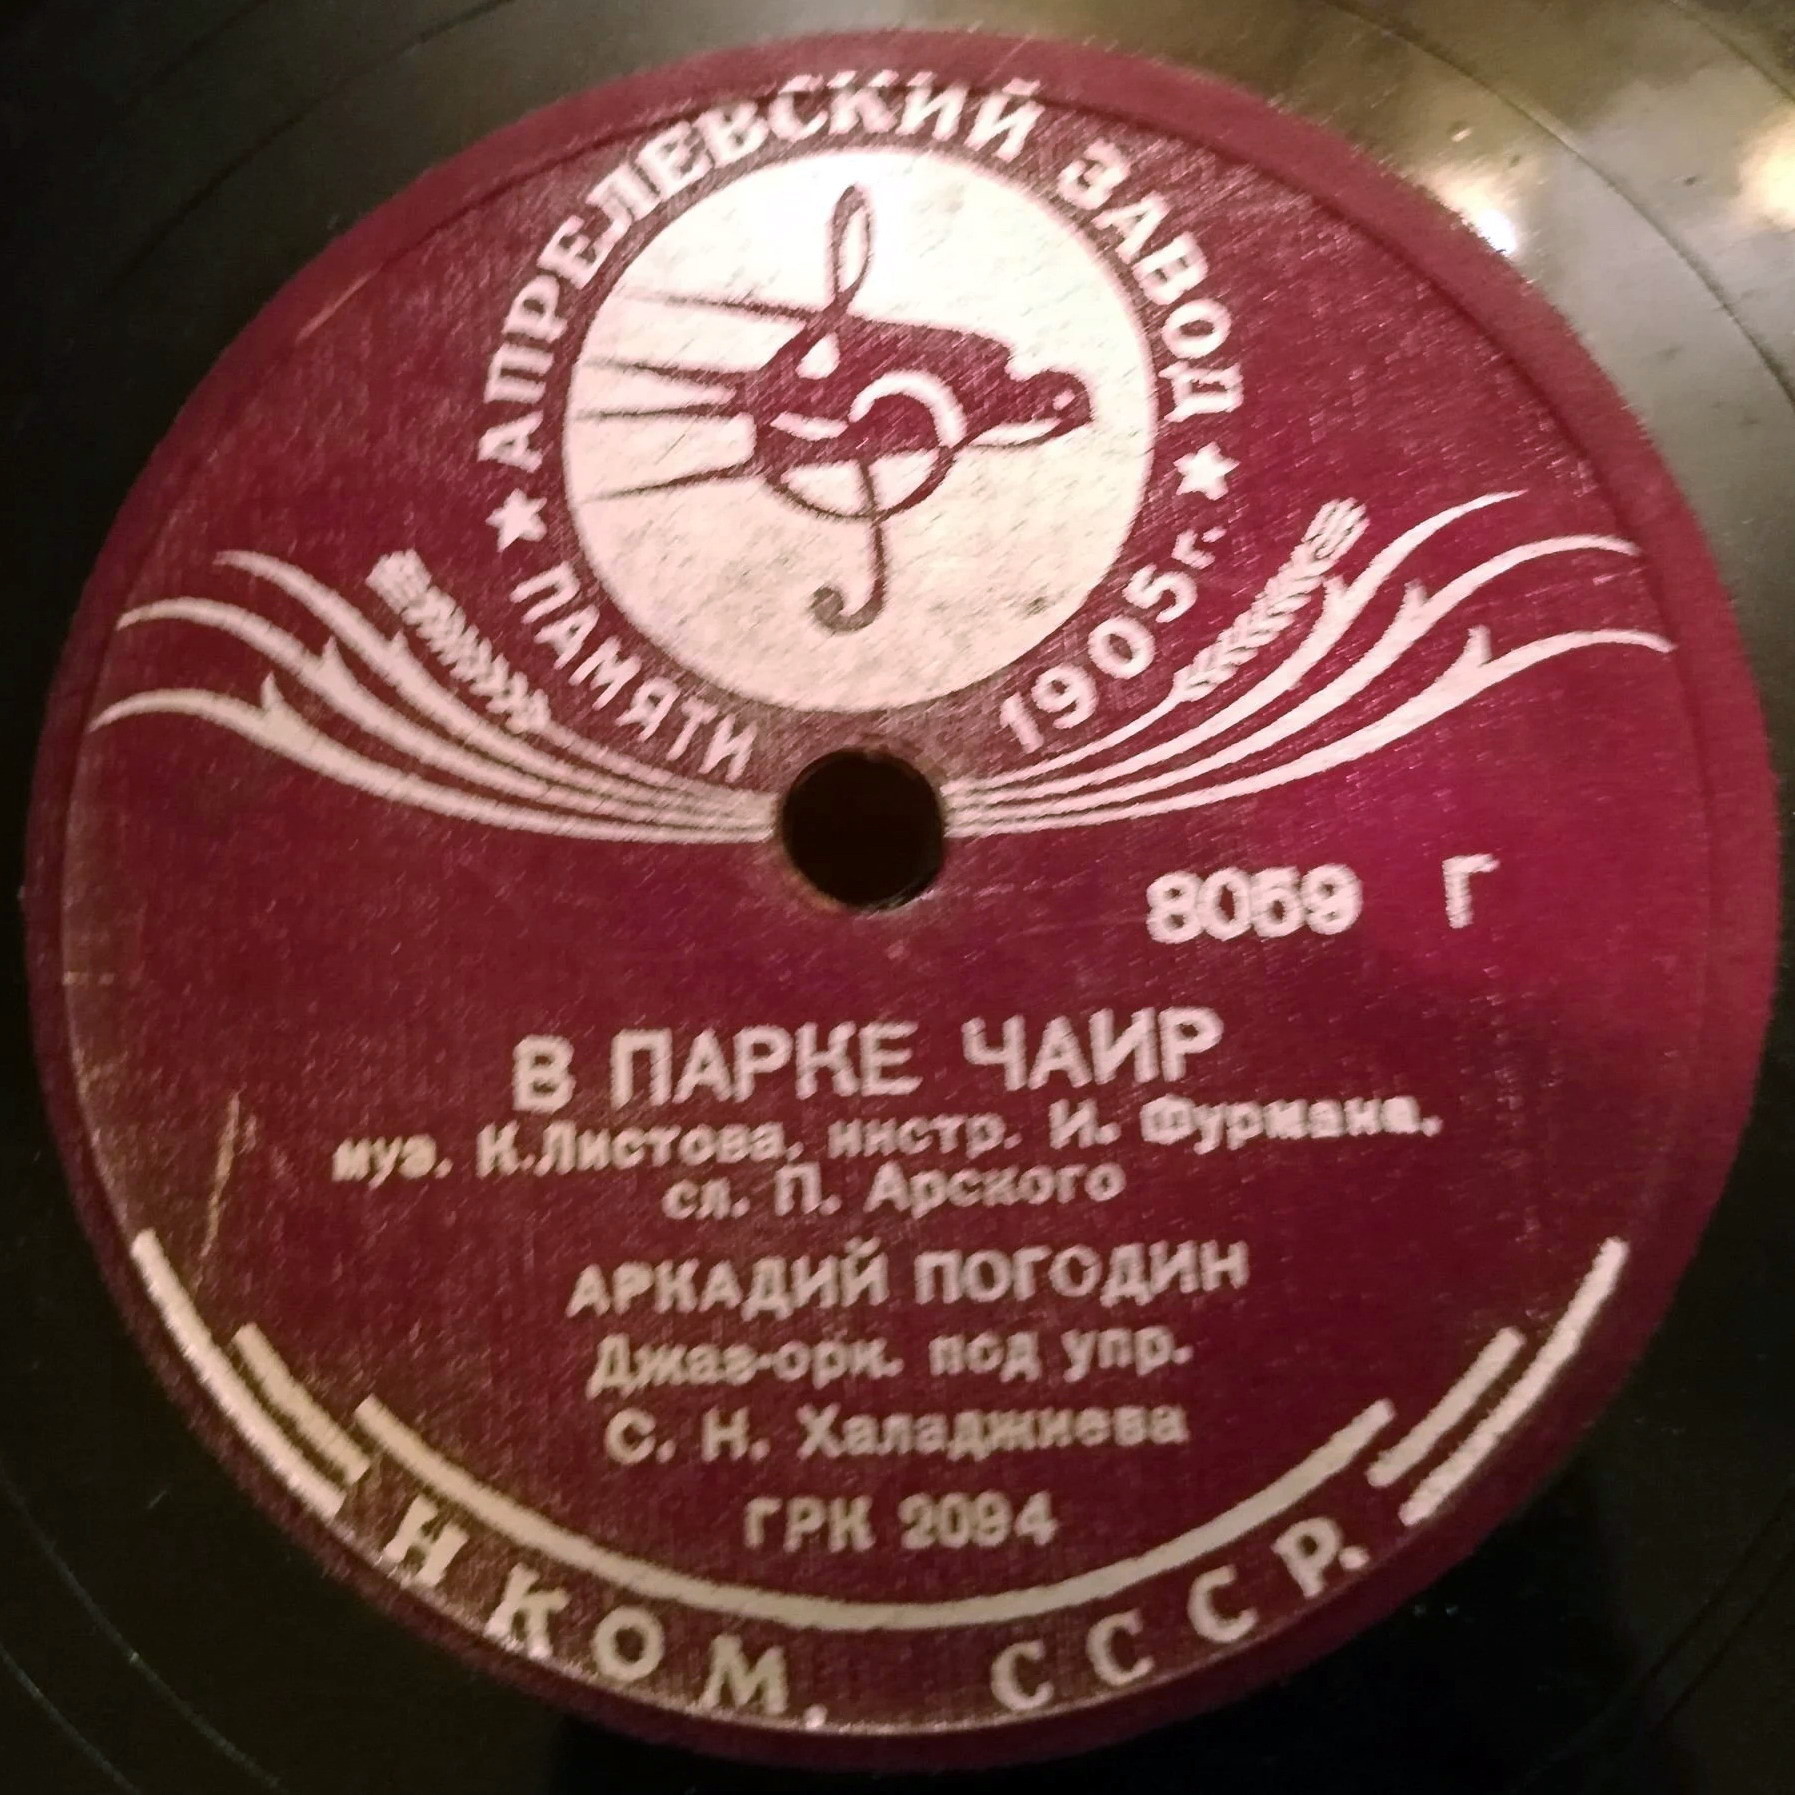 АПРЕЛЕВСКИЙ ЗАВОД
ПАМЯТИ 1905 г.
8059 Г
В ПАРКЕ ЧАИР
муз. К.Листова, инстр. И. Фурмана.
сл. П. Арского
АРКАДИЙ ПОГОДИН
Джаз-орк. под упр.
С. Н. Халаджиева
ГРК 2094
НКОМ. СССР.